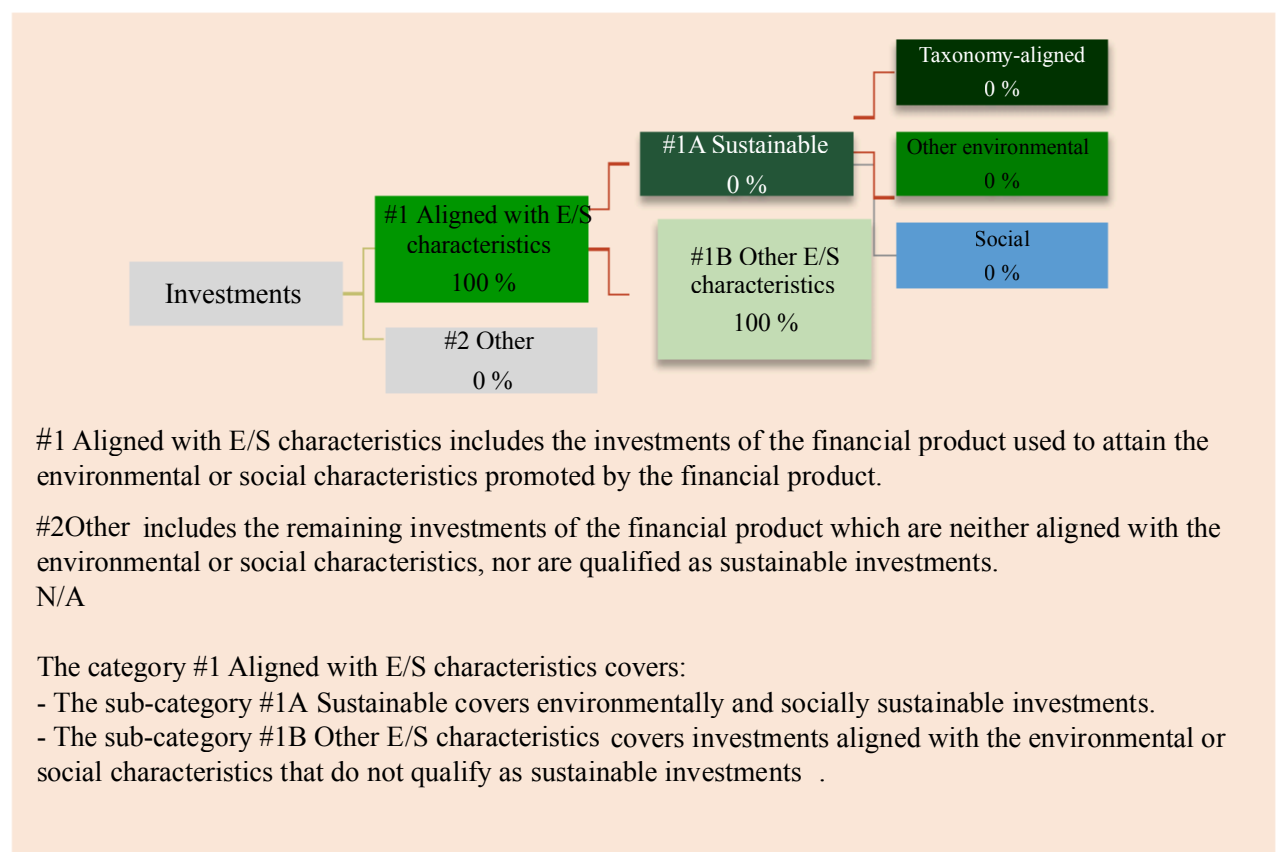 Taxonomy-aligned
0 %
#1A Sustainable
0 %
Other environmental
0 %
#1 Aligned with E/S
characteristics
100 %
#1B Other E/S
characteristics
100 %
Social
0 %
Investments
#2 Other
0 %
#1 Aligned with E/S characteristics includes the investments of the financial product used to attain the
environmental or social characteristics promoted by the financial product.
#2Other includes the remaining investments of the financial product which are neither aligned with the
environmental or social characteristics, nor are qualified as sustainable investments.
N/A
The category #1 Aligned with E/S characteristics covers:
- The sub-category #1A Sustainable covers environmentally and socially sustainable investments.
- The sub-category #1B Other E/S characteristics covers investments aligned with the environmental or
social characteristics that do not qualify as sustainable investments .